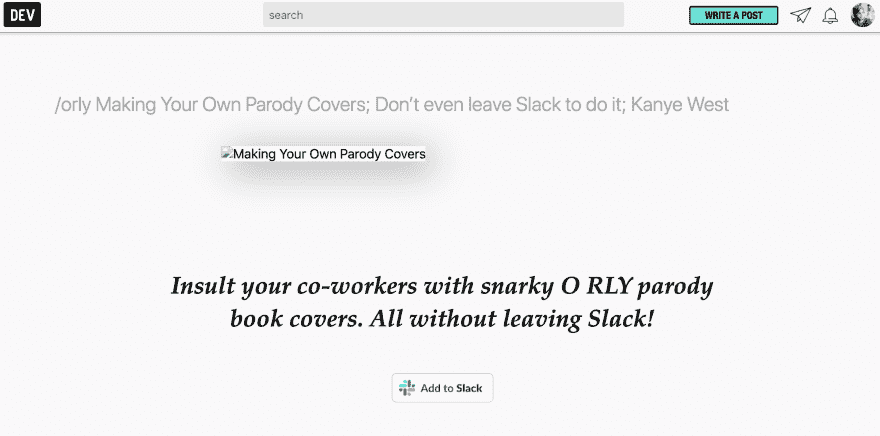 DEV
search
WRITE A POST
/orly Making Your Own Parody Covers; Don't even leave Slack to do it; Kanye West
Making Your Own Parody Covers
Insult your co-workers with snarky O RLY parody
book covers. All without leaving Slack!
Add to Slack